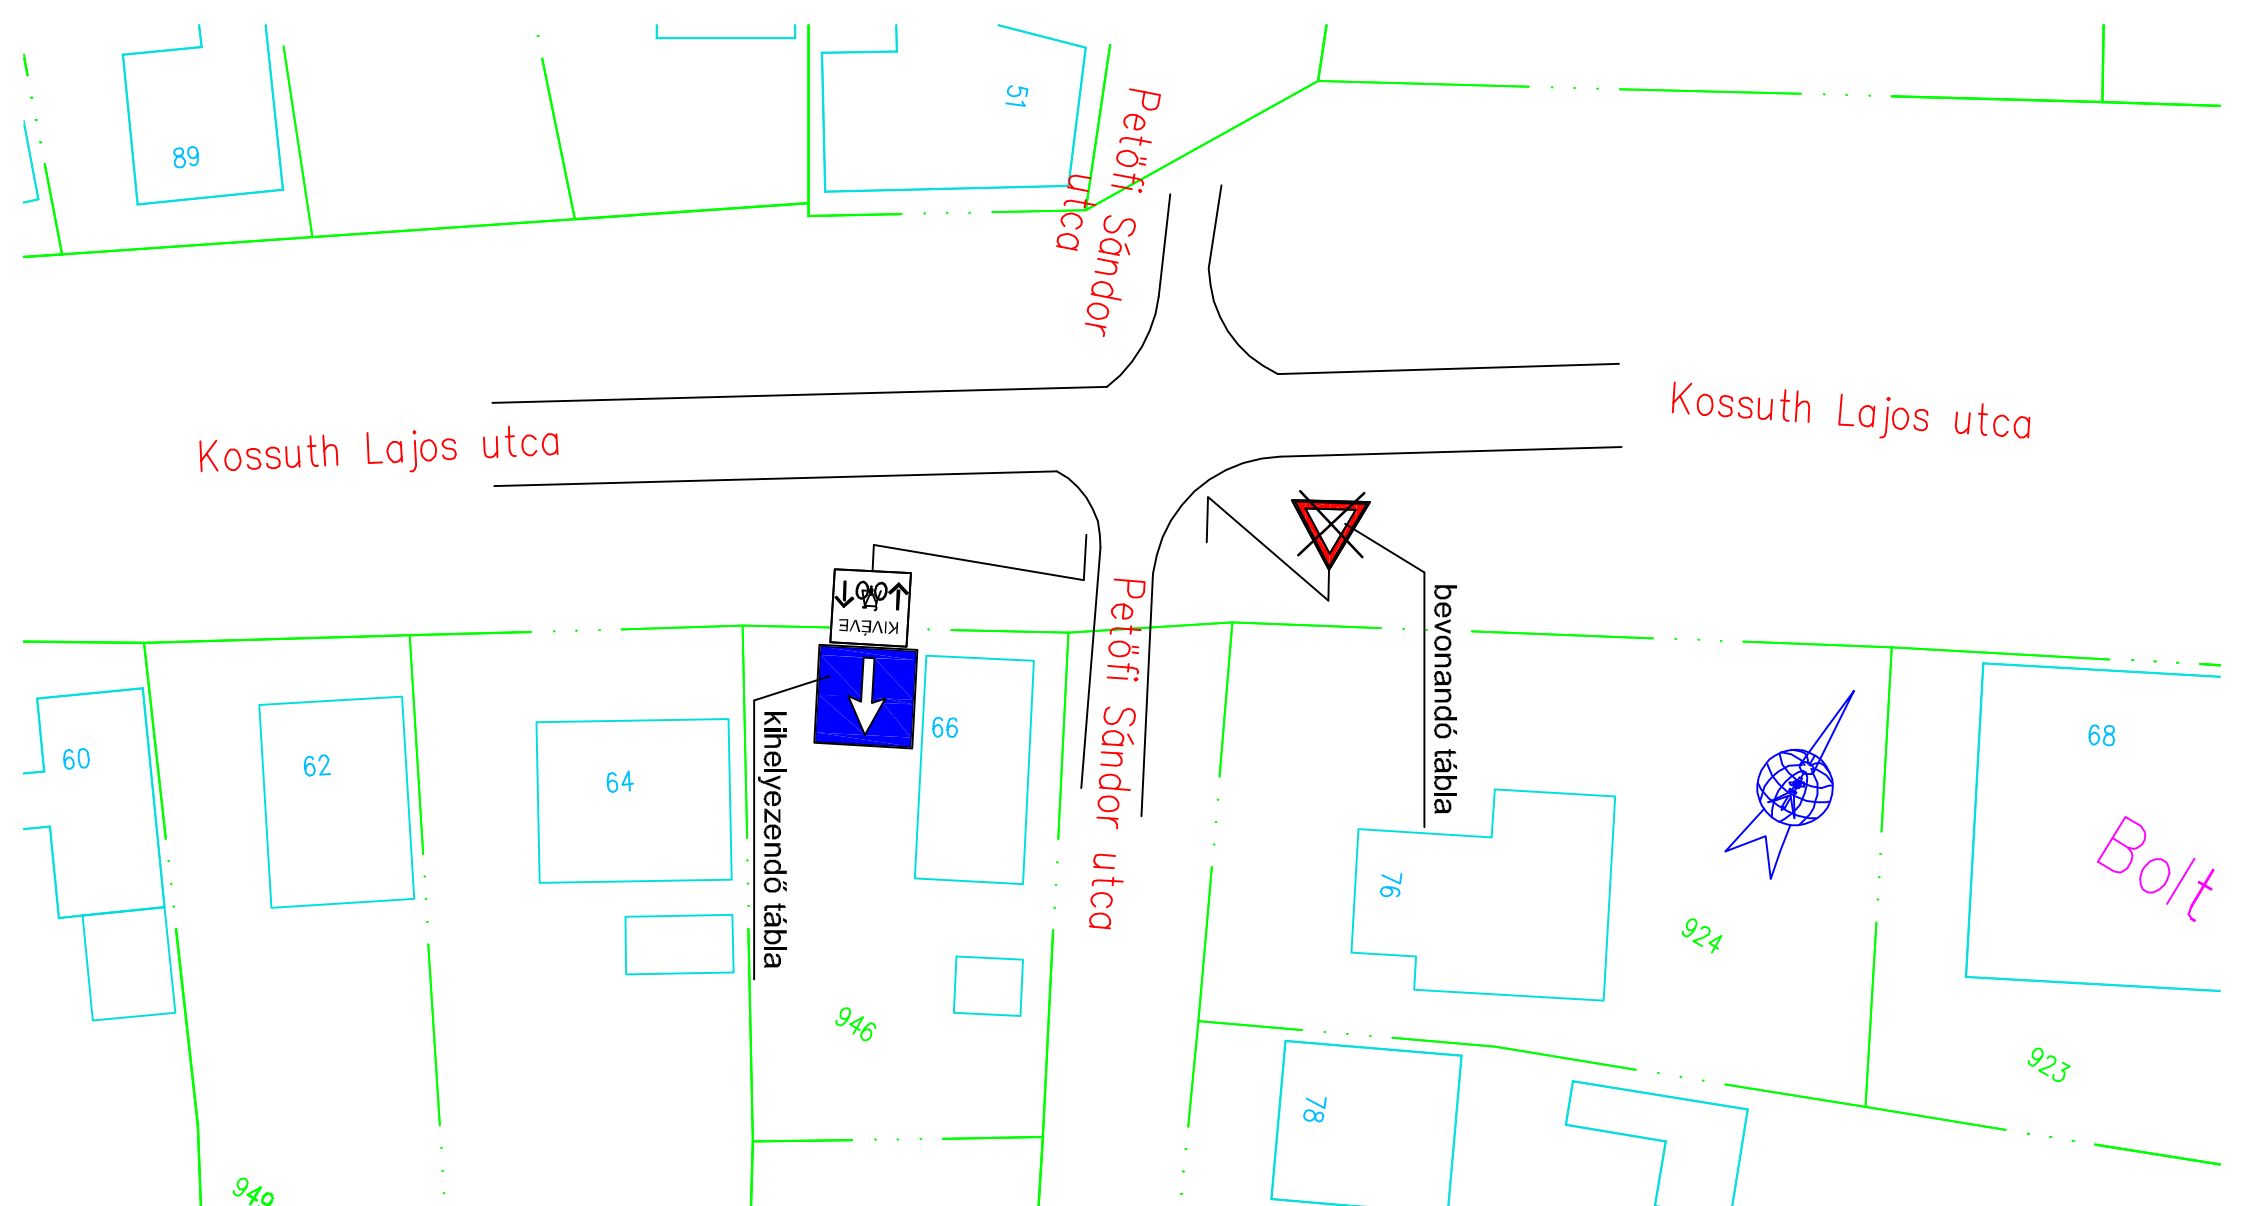 51
89
Petőfi Sándor
utca
Kossuth Lajos utca
Kossuth Lajos utca
KIVÉVE
bevonandó tábla
kihelyezendő tábla
Petőfi Sándor utca
60
62
64
66
68
Bolt
76
924
946
923
78
949